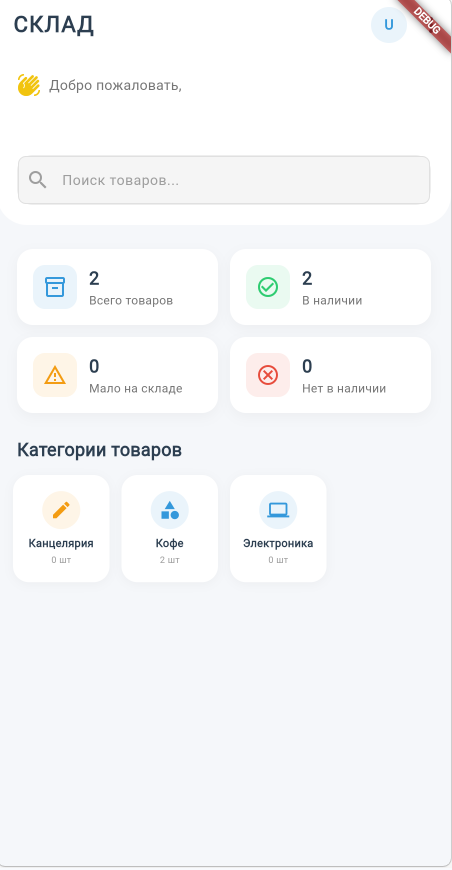 СКЛАД
U
DEBUG
Добро пожаловать,
Поиск товаров...
2
Всего товаров
2
В наличии
0
Мало на складе
0
Нет в наличии
Категории товаров
Канцелярия
0 шт
Кофе
2 шт
Электроника
0 шт